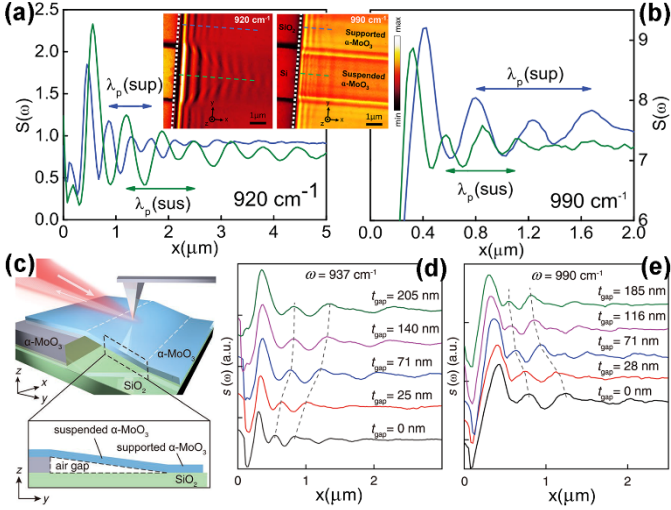 (a)
2.5
2.0
1.5
1.0
0.5
0.0
S(ω)
0
1
2
3
4
5
x(μm)
λp(sup)
λp(sus)
920 cm-1
920 cm-1
1μm
z
x
990 cm-1
SiO2
Si
Supported
α-MoO3
Suspended
α-MoO3
1μm
z
x
max
min
(b)
S(ω)
9
8
7
6
0.0
0.4
0.8
1.2
1.6
2.0
x(μm)
λp(sup)
λp(sus)
990 cm-1
(c)
α-MoO3
α-MoO3
SiO2
z
x
y
suspended α-MoO3
supported α-MoO3
air gap
SiO2
z
y
(d)
ω = 937 cm-1
tgap = 205 nm
tgap = 140 nm
tgap = 71 nm
tgap = 25 nm
tgap = 0 nm
s (ω) (a.u.)
0
1
2
x(μm)
(e)
ω = 990 cm-1
tgap = 185 nm
tgap = 116 nm
tgap = 71 nm
tgap = 28 nm
tgap = 0 nm
s (ω) (a.u.)
0
1
2
x(μm)